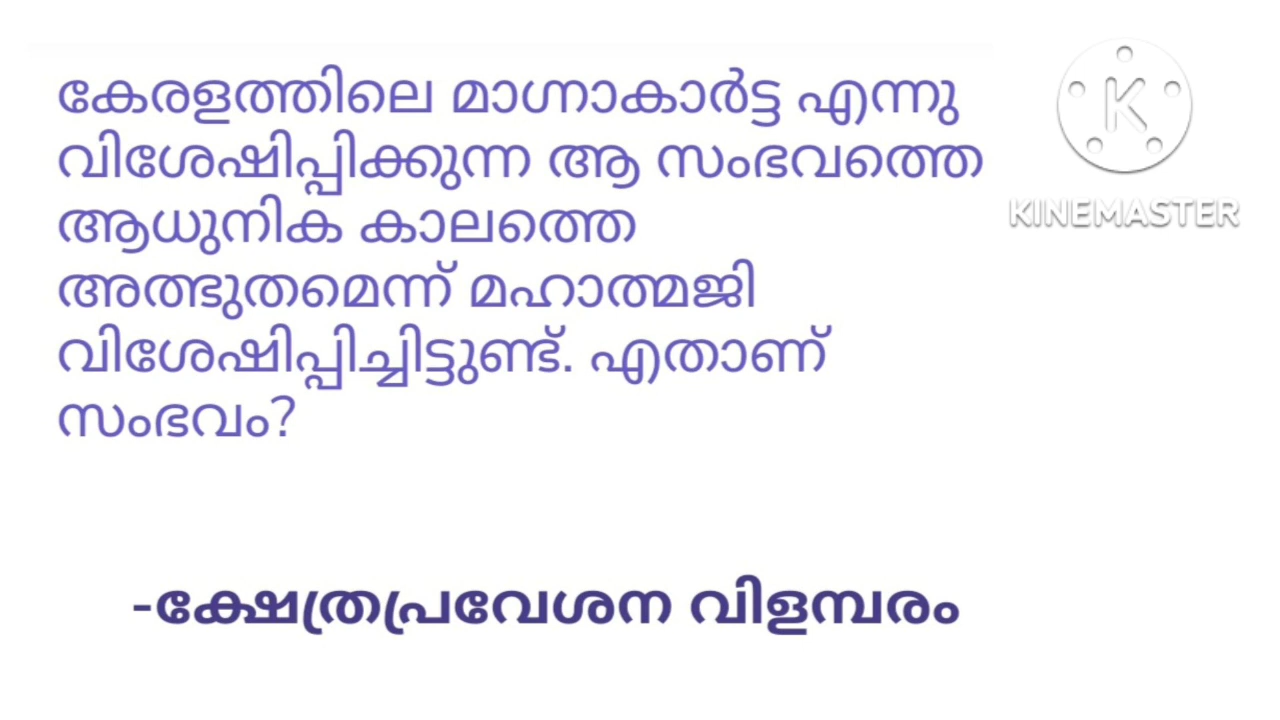 കേരളത്തിലെ മാഗ്നാകാർട്ട എന്നു
വിശേഷിപ്പിക്കുന്ന ആ സംഭവത്തെ
ആധുനിക കാലത്തെ
അത്ഭുതമെന്ന് മഹാത്മജി
വിശേഷിപ്പിച്ചിട്ടുണ്ട്. എതാണ്
സംഭവം?
-ക്ഷേത്രപ്രവേശന വിളമ്പരം
K
KINEMASTER